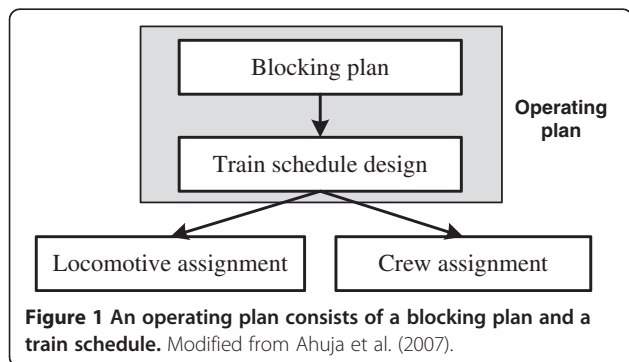 Blocking plan
Operating
plan
Train schedule design
Locomotive assignment
Crew assignment
Figure 1 An operating plan consists of a blocking plan and a
train schedule. Modified from Ahuja et al. (2007).